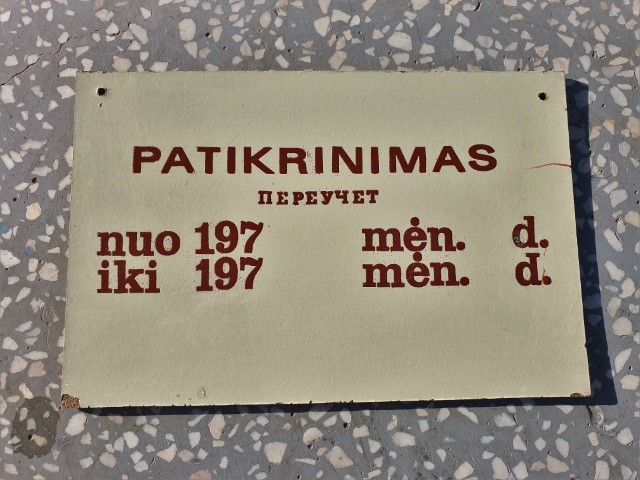 PATIKRINIMAS
ПЕРЕУЧЕТ
nuo 197 mėn. d.
iki 197 mėn. d.